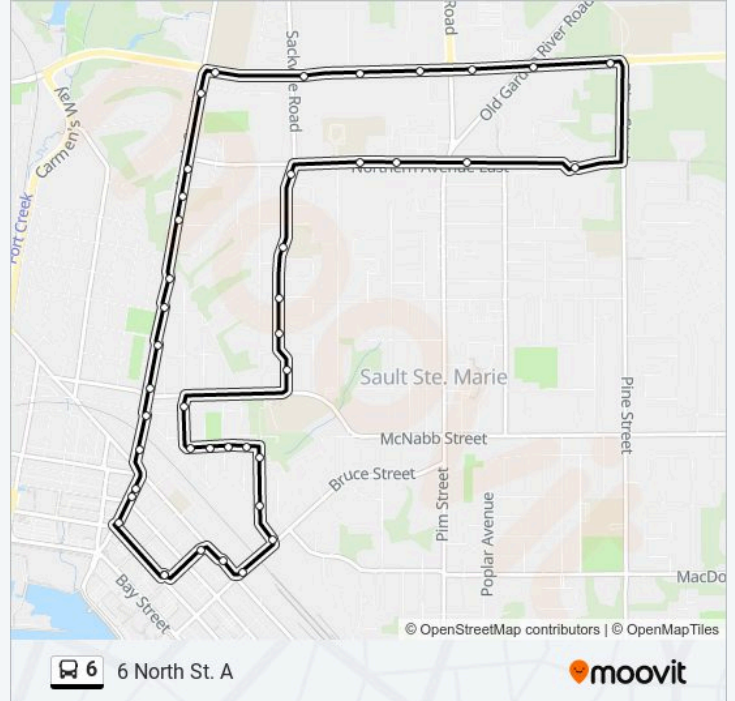 Road
Old Garden River Road
Sackville Road
Carmen's Way
Fort Creek
Northern Avenue East
Sault Ste. Marie
Pine Street
McNabb Street
Bruce Street
Pim Street
Poplar Avenue
MacDo
Bay Street
© OpenStreetMap contributors | © OpenMapTiles
6 6 North St. A
moovit